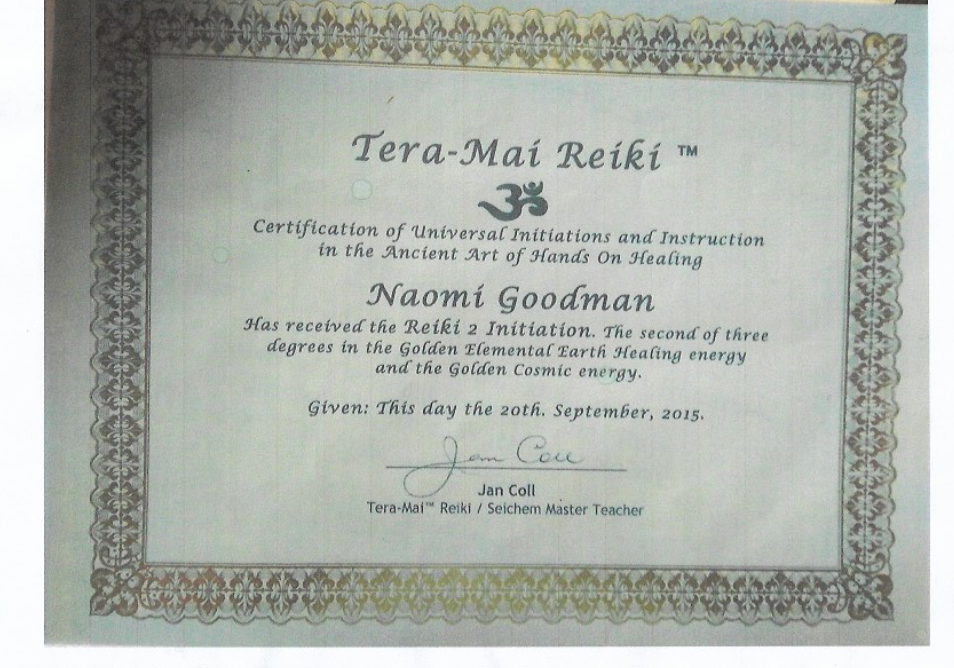 Tera-Mai Reiki ™
ॐ
Certification of Universal Initiations and Instruction
in the Ancient Art of Hands On Healing
Naomi Goodman
Has received the Reiki 2 Initiation. The second of three
degrees in the Golden Elemental Earth Healing energy
and the Golden Cosmic energy.
Given: This day the 20th. September, 2015.
Jan Coll
Jan Coll
Tera-Mai™ Reiki / Seichem Master Teacher